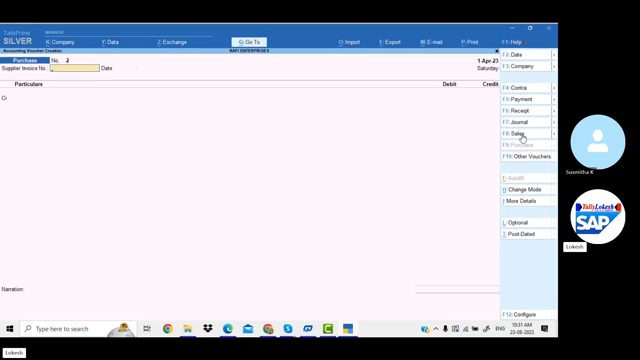 TallyPrime
SILVER
MANAGE
K: Company
Y: Data
Z: Exchange
G: Go To
O: Import
E: Export
M: E-mail
P: Print
F1: Help
Accounting Voucher Creation
RAFI ENTERPRISES
Purchase No. 2
1-Apr-23
Supplier Invoice No.:
Date :
Saturday
Particulars
Debit
Credit
Cr
Narration:
F2: Date
F3: Company
F4: Contra
F5: Payment
F6: Receipt
F7: Journal
F8: Sales
F9: Purchase
F10: Other Vouchers
E: Autofill
H: Change Mode
I: More Details
L: Optional
T: Post-Dated
F12: Configure
Type here to search
ENG
10:31 AM
23-05-2023
Susmitha K
TallyLokesh
SAP
Lokesh
Lokesh